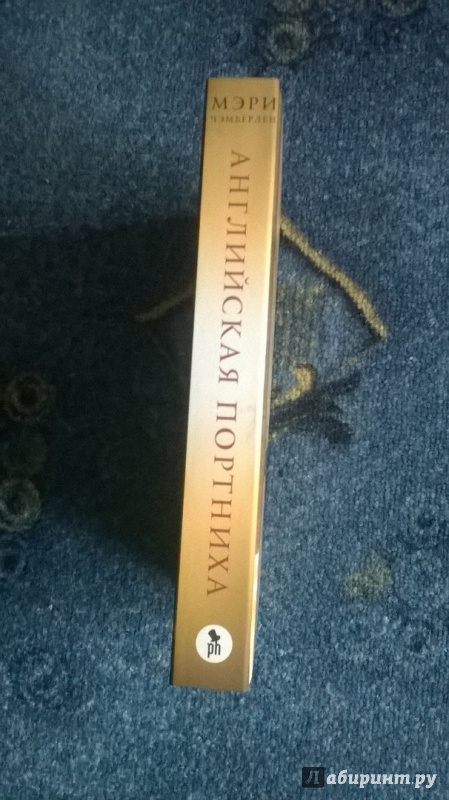 МЭРИ
ЧЭМБЕРЛЕН
АНГЛИЙСКАЯ ПОРТНИХА
ph
Лабиринт.ру